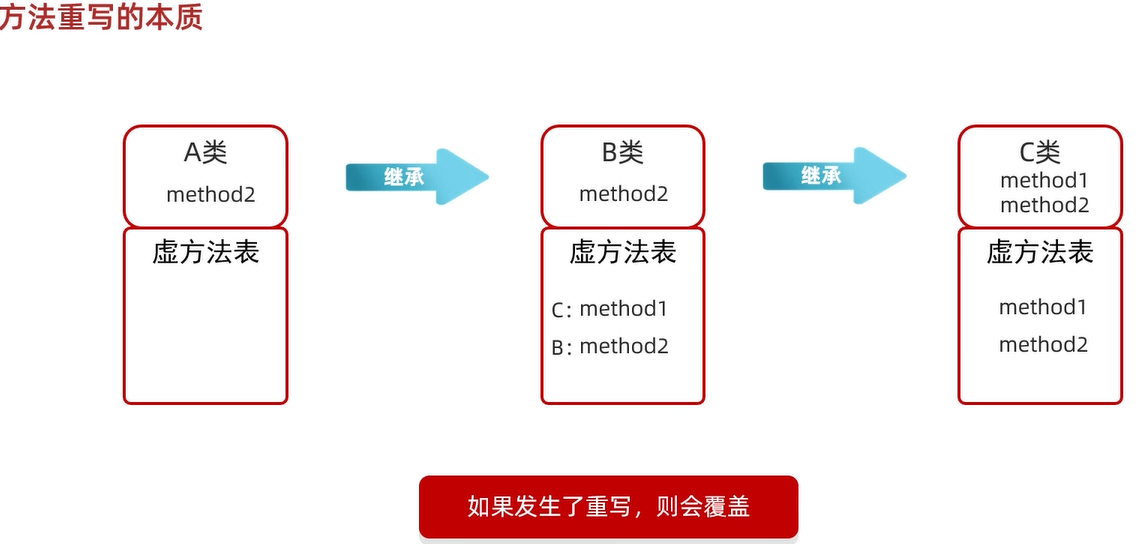 方法重写的本质
A类
method2
虚方法表
继承
B类
method2
虚方法表
C: method1
B: method2
继承
C类
method1
method2
虚方法表
method1
method2
如果发生了重写，则会覆盖